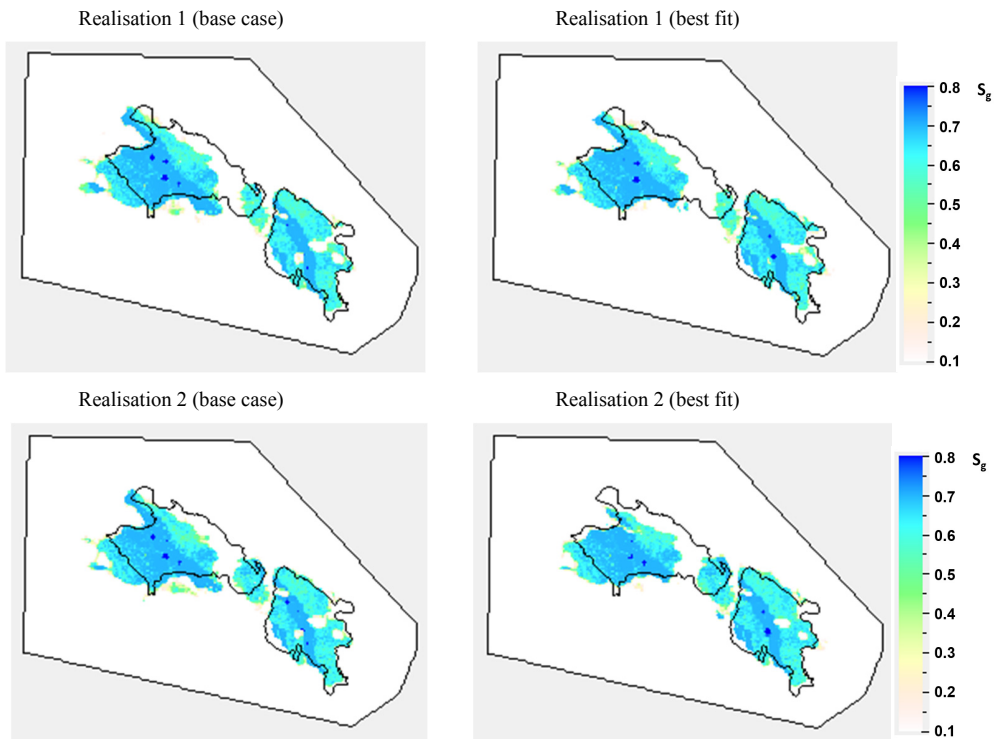 Realisation 1 (base case)
Realisation 1 (best fit)
0.8 Sg
0.7
0.6
0.5
0.4
0.3
0.2
0.1
Realisation 2 (base case)
Realisation 2 (best fit)
0.8 Sg
0.7
0.6
0.5
0.4
0.3
0.2
0.1